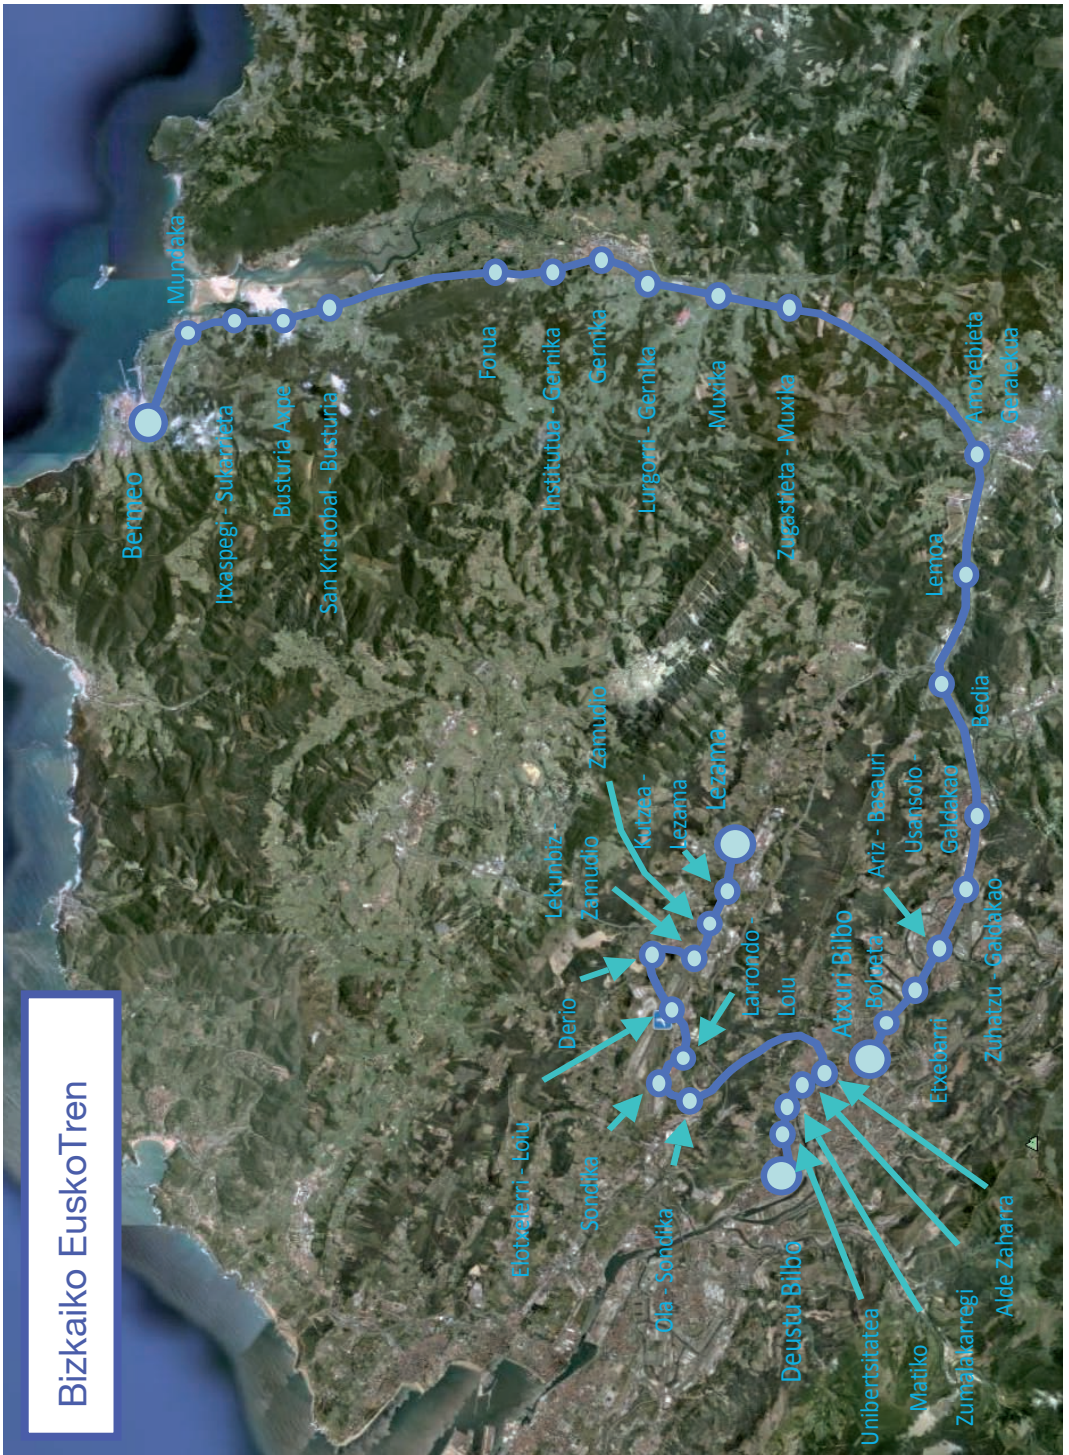 Bizkaiko EuskoTren
Bermeo
Mundaka
Itxaspegi - Sukarrieta
Busturia Axpe
San Kristobal - Busturia
Forua
Institutua - Gernika
Gernika
Lurgorri - Gernika
Muxika
Zugastieta - Muxika
Amorebieta
Geralekua
Lemoa
Bedia
Usansolo -
Galdakao
Zuhatzu - Galdakao
Ariz - Basauri
Etxebarri
Bolueta
Atxuri Bilbo
Lezama
Kutzea -
Lezama
Zamudio
Lekunbiz -
Zamudio
Derio
Elotxelerri - Loiu
Larrondo -
Loiu
Sondika
Ola - Sondika
Deustu Bilbo
Unibertsitatea
Matiko
Zumalakarregi
Alde Zaharra